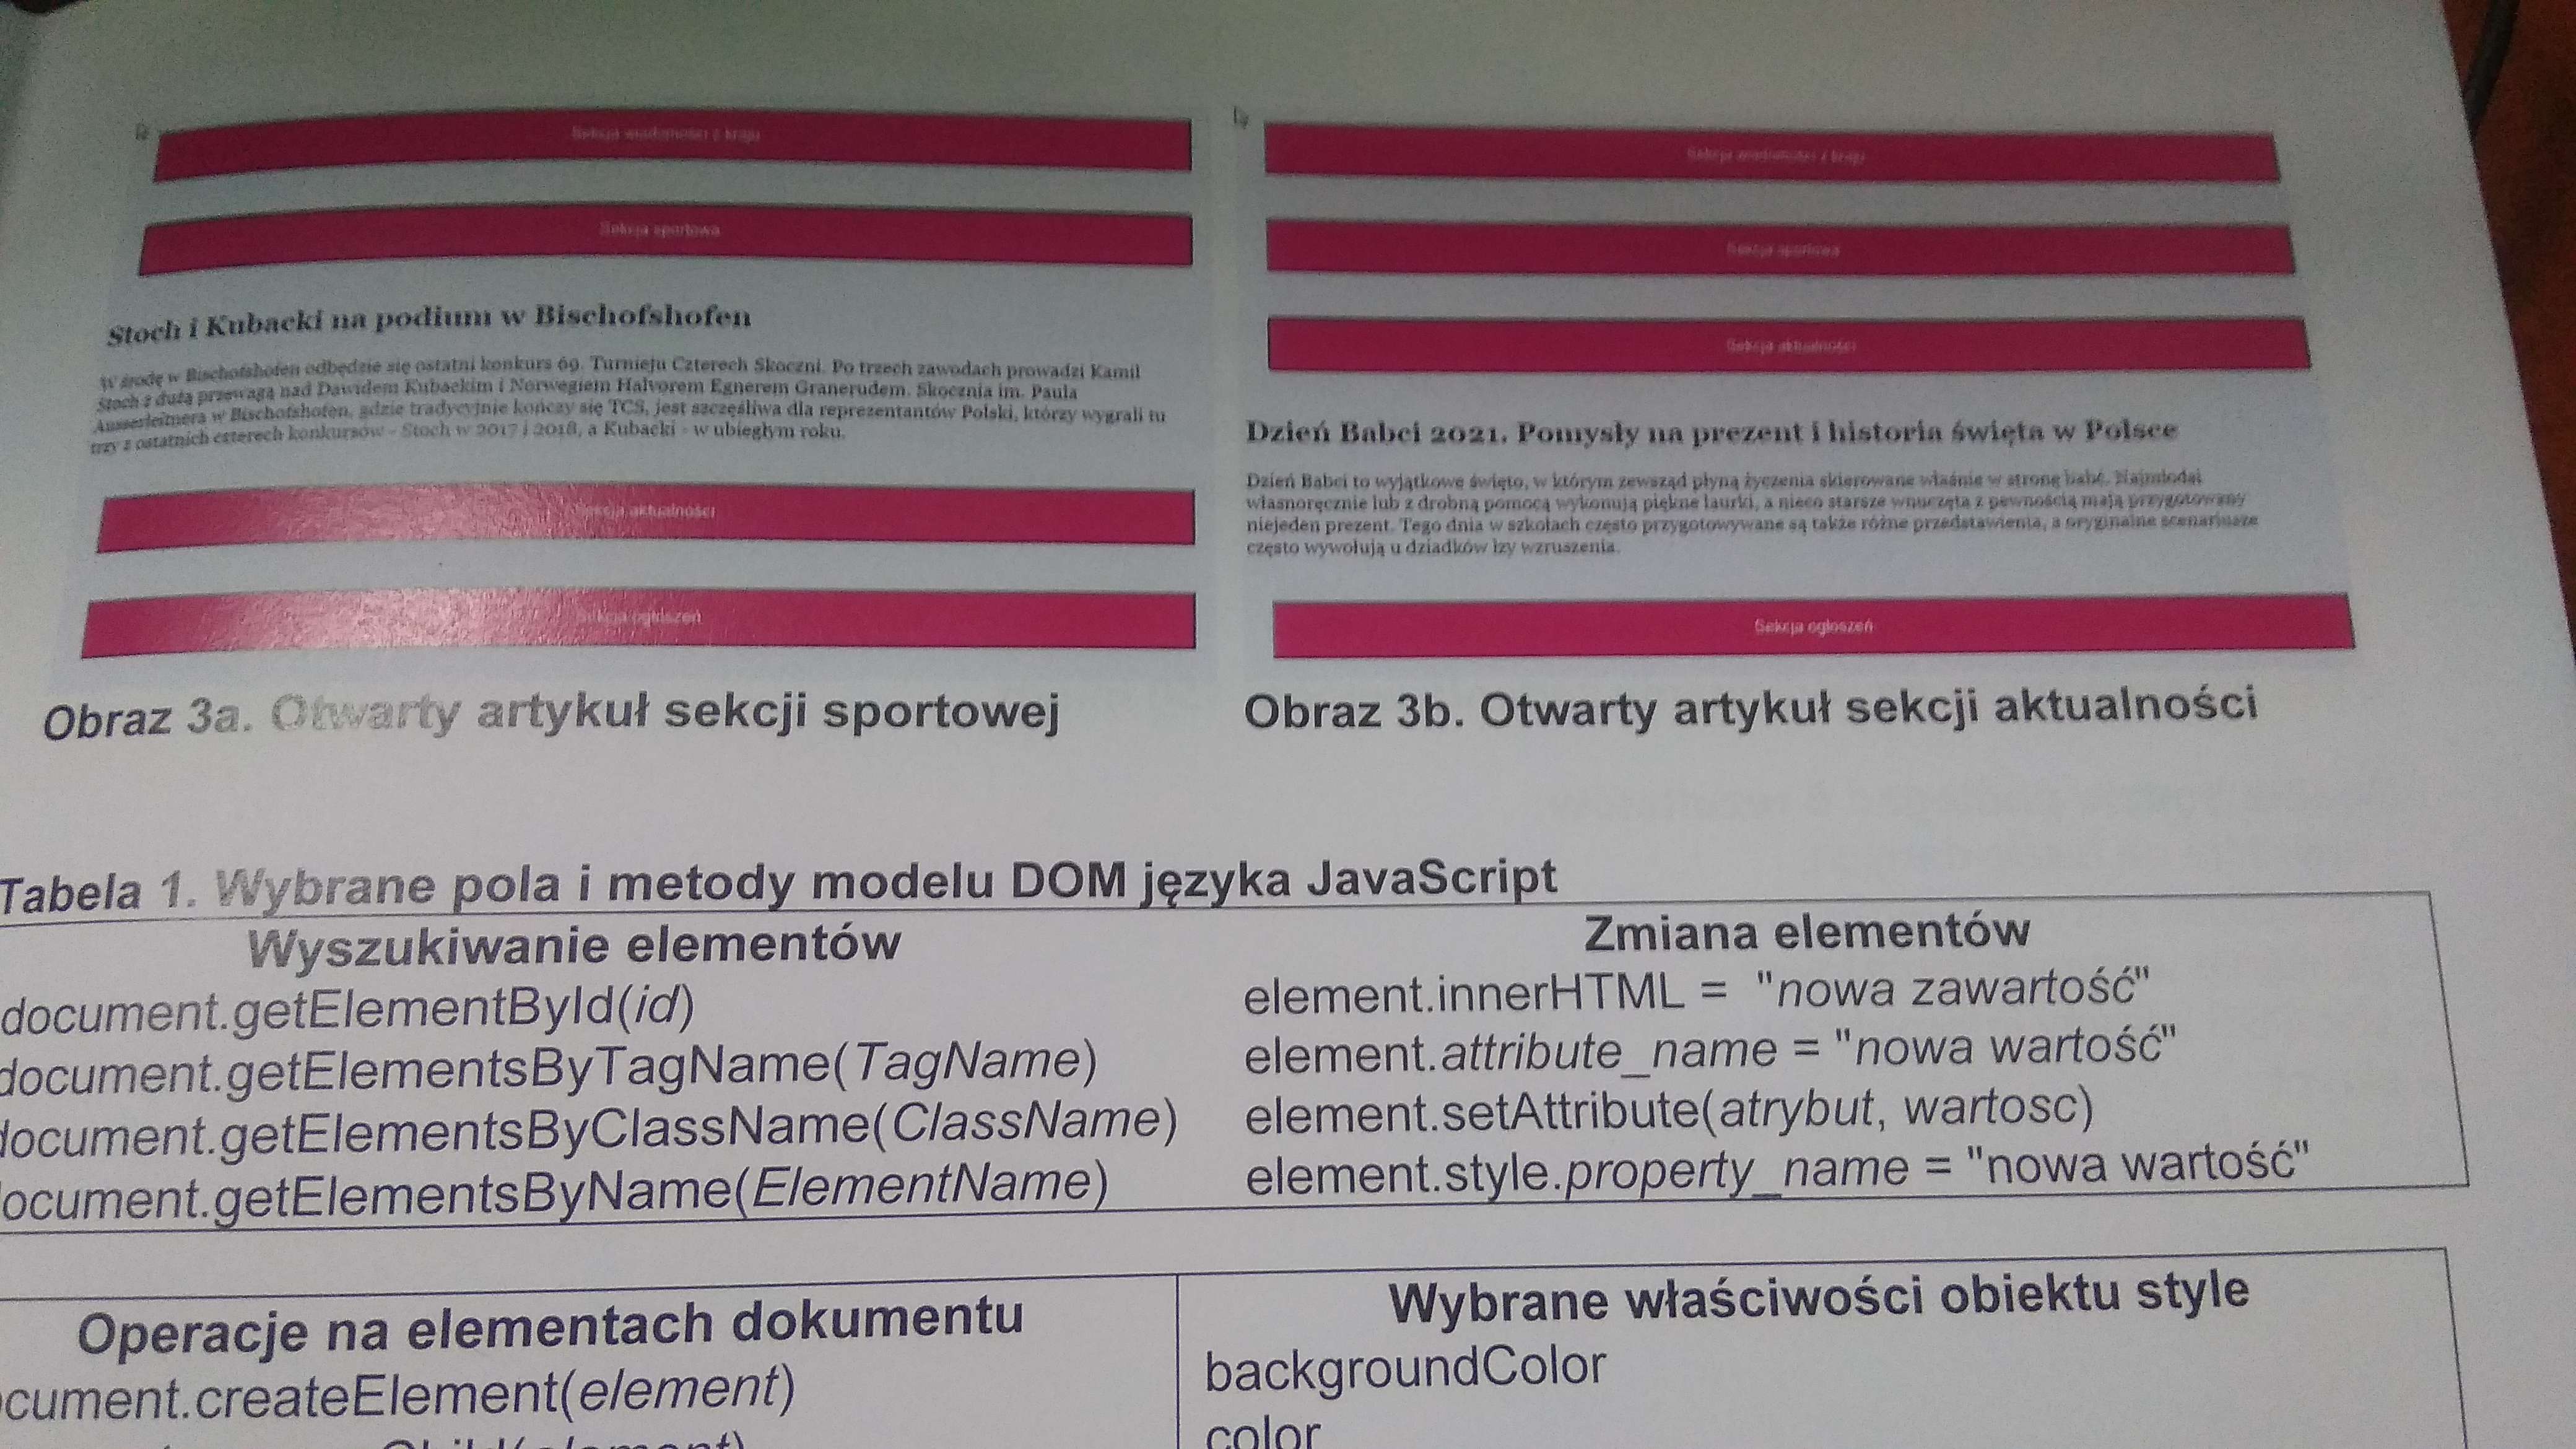 Sekcja wiadomości z kraju
Sekcja sportowa
Stoch i Kubacki na podium w Bischofshofen
W środę w Bischofshofen odbędzie się ostatni konkurs 69. Turnieju Czterech Skoczni. Po trzech zawodach prowadzi Kamil
Stoch z dużą przewagą nad Dawidem Kubackim i Norwegiem Halvorem Egnerem Granerudem. Skocznia im. Paula
Ausserleitnera w Bischofshofen, gdzie tradycyjnie kończy się TCS, jest szczęśliwa dla reprezentantów Polski, którzy wygrali tu
trzy z ostatnich czterech konkursów - Stoch w 2017 i 2018, a Kubacki - w ubiegłym roku.
Sekcja aktualności
Sekcja ogłoszeń
Obraz 3a. Otwarty artykuł sekcji sportowej
Sekcja wiadomości z kraju
Sekcja sportowa
Sekcja aktualności
Dzień Babci 2021. Pomysły na prezent i historia święta w Polsce
Dzień Babci to wyjątkowe święto, w którym zewsząd płyną życzenia skierowane właśnie w stronę babć. Najmłodsi
własnoręcznie lub z drobną pomocą wykonują piękne laurki, a nieco starsze wnuczęta z pewnością mają przygotowany
niejeden prezent. Tego dnia w szkołach często przygotowywane są także różne przedstawienia, a oryginalne scenariusze
często wywołują u dziadków łzy wzruszenia.
Sekcja ogłoszeń
Obraz 3b. Otwarty artykuł sekcji aktualności
Tabela 1. Wybrane pola i metody modelu DOM języka JavaScript
Wyszukiwanie elementów
document.getElementById(id)
document.getElementsByTagName(TagName)
document.getElementsByClassName(ClassName)
ocument.getElementsByName(ElementName)
Zmiana elementów
element.innerHTML = "nowa zawartość"
element.attribute_name = "nowa wartość"
element.setAttribute(atrybut, wartosc)
element.style.property_name = "nowa wartość"
Operacje na elementach dokumentu
cument.createElement(element)
Wybrane właściwości obiektu style
backgroundColor
color